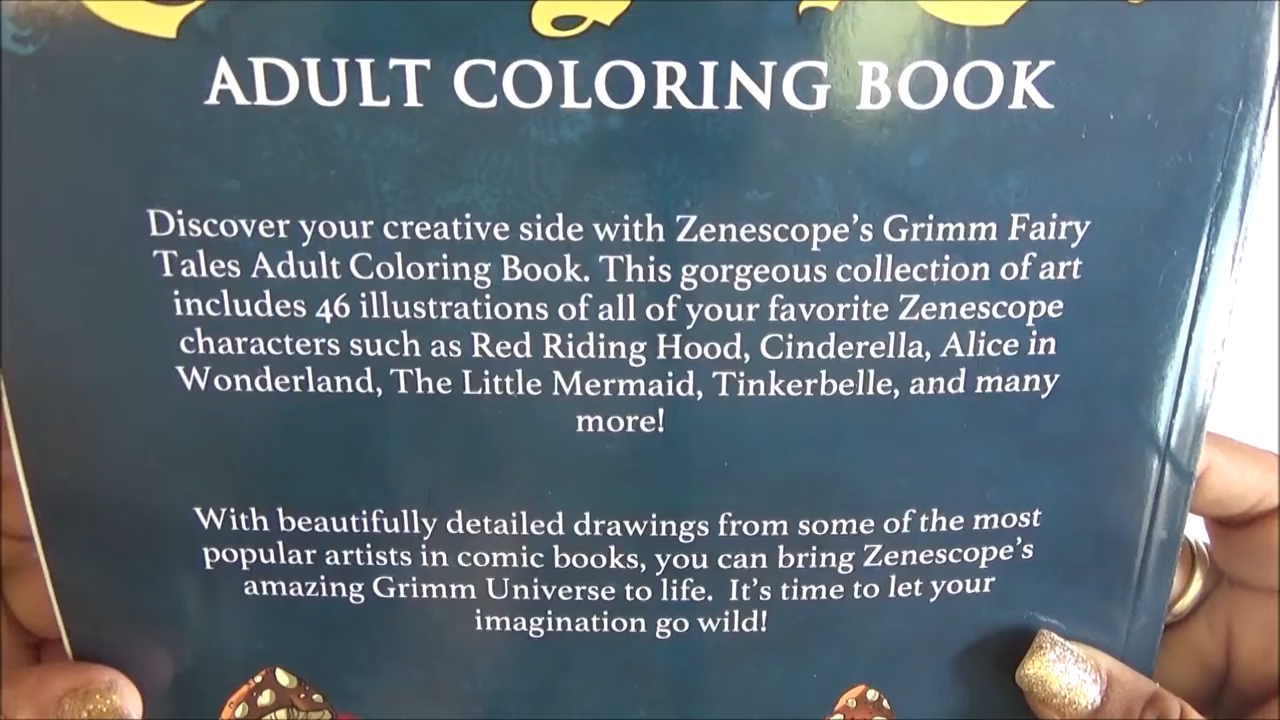 ADULT COLORING BOOK
Discover your creative side with Zenescope's Grimm Fairy
Tales Adult Coloring Book. This gorgeous collection of art
includes 46 illustrations of all of your favorite Zenescope
characters such as Red Riding Hood, Cinderella, Alice in
Wonderland, The Little Mermaid, Tinkerbelle, and many
more!
With beautifully detailed drawings from some of the most
popular artists in comic books, you can bring Zenescope's
amazing Grimm Universe to life. It's time to let your
imagination go wild!